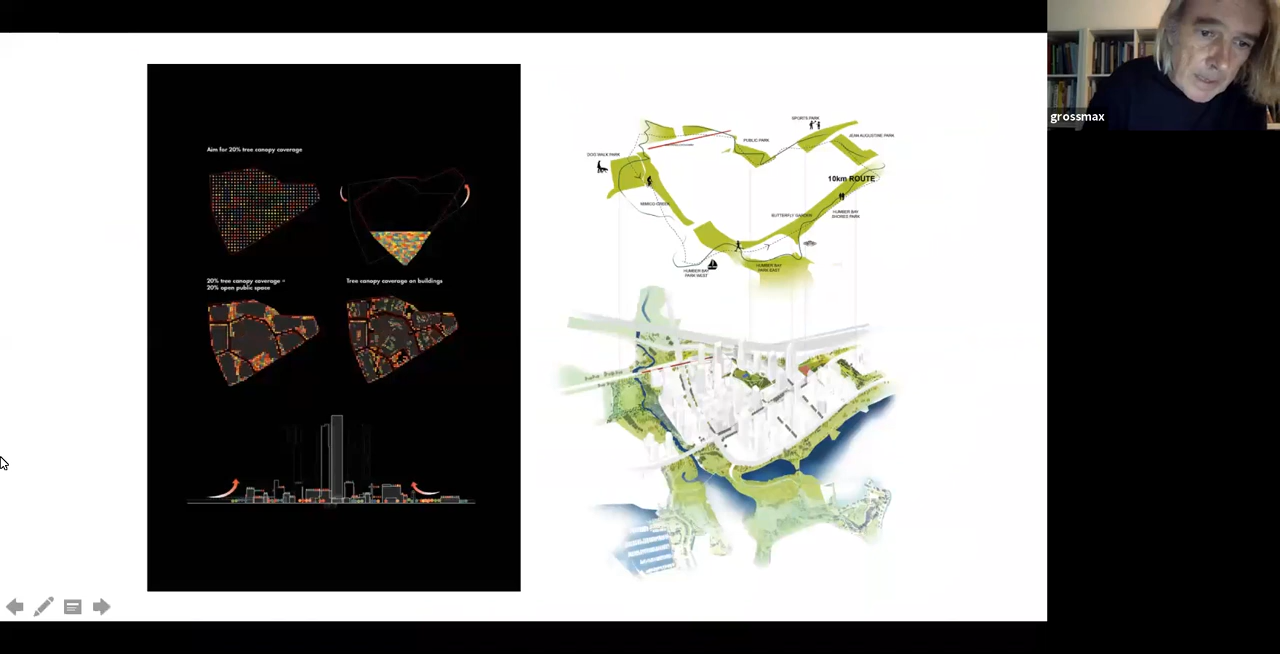 grossmax
Aim for 20% tree canopy coverage
20% tree canopy coverage =
20% open public space
Tree canopy coverage on buildings
SPORTS PARK
JEAN AUGUSTINE PARK
PUBLIC PARK
DOG WALK PARK
10km ROUTE
MIMICO CREEK
BUTTERFLY GARDEN
HUMBER BAY
SHORES PARK
HUMBER BAY
PARK WEST
HUMBER BAY
PARK EAST